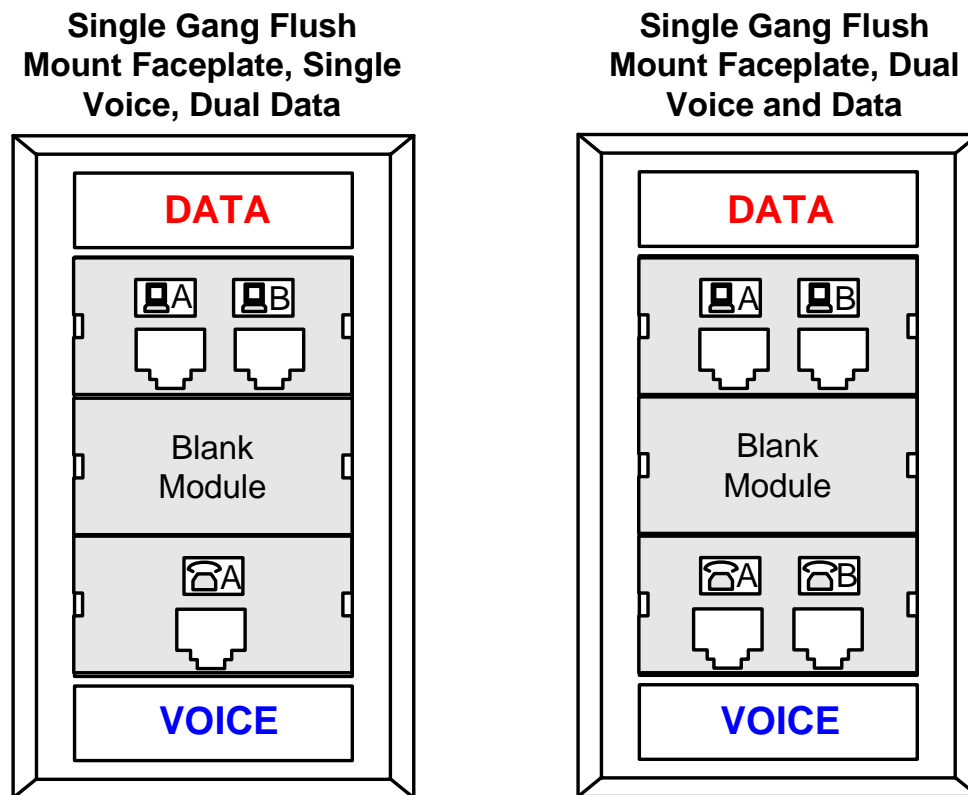 Single Gang Flush
Mount Faceplate, Single
Voice, Dual Data
DATA
A B
Blank
Module
A
VOICE
Single Gang Flush
Mount Faceplate, Dual
Voice and Data
DATA
A B
Blank
Module
A B
VOICE